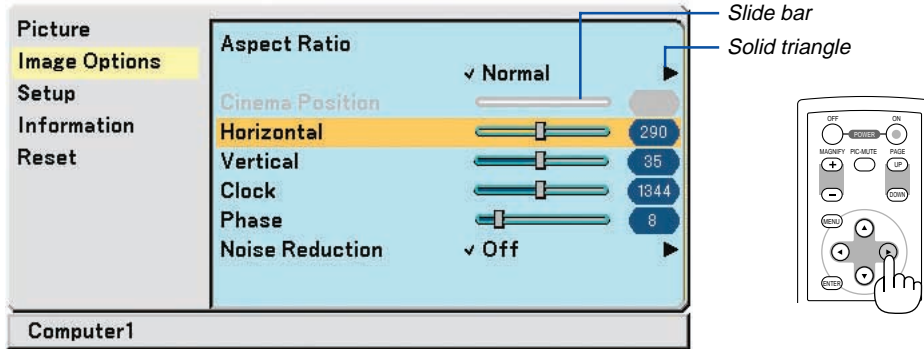 Picture
Image Options
Setup
Information
Reset
Aspect Ratio
✓ Normal ▶
Cinema Position
Horizontal 290
Vertical 35
Clock 1344
Phase 8
Noise Reduction ✓ Off ▶
Computer1
Slide bar
Solid triangle
OFF ON
POWER
MAGNIFY PIC-MUTE PAGE
+ UP
− DOWN
MENU
ENTER